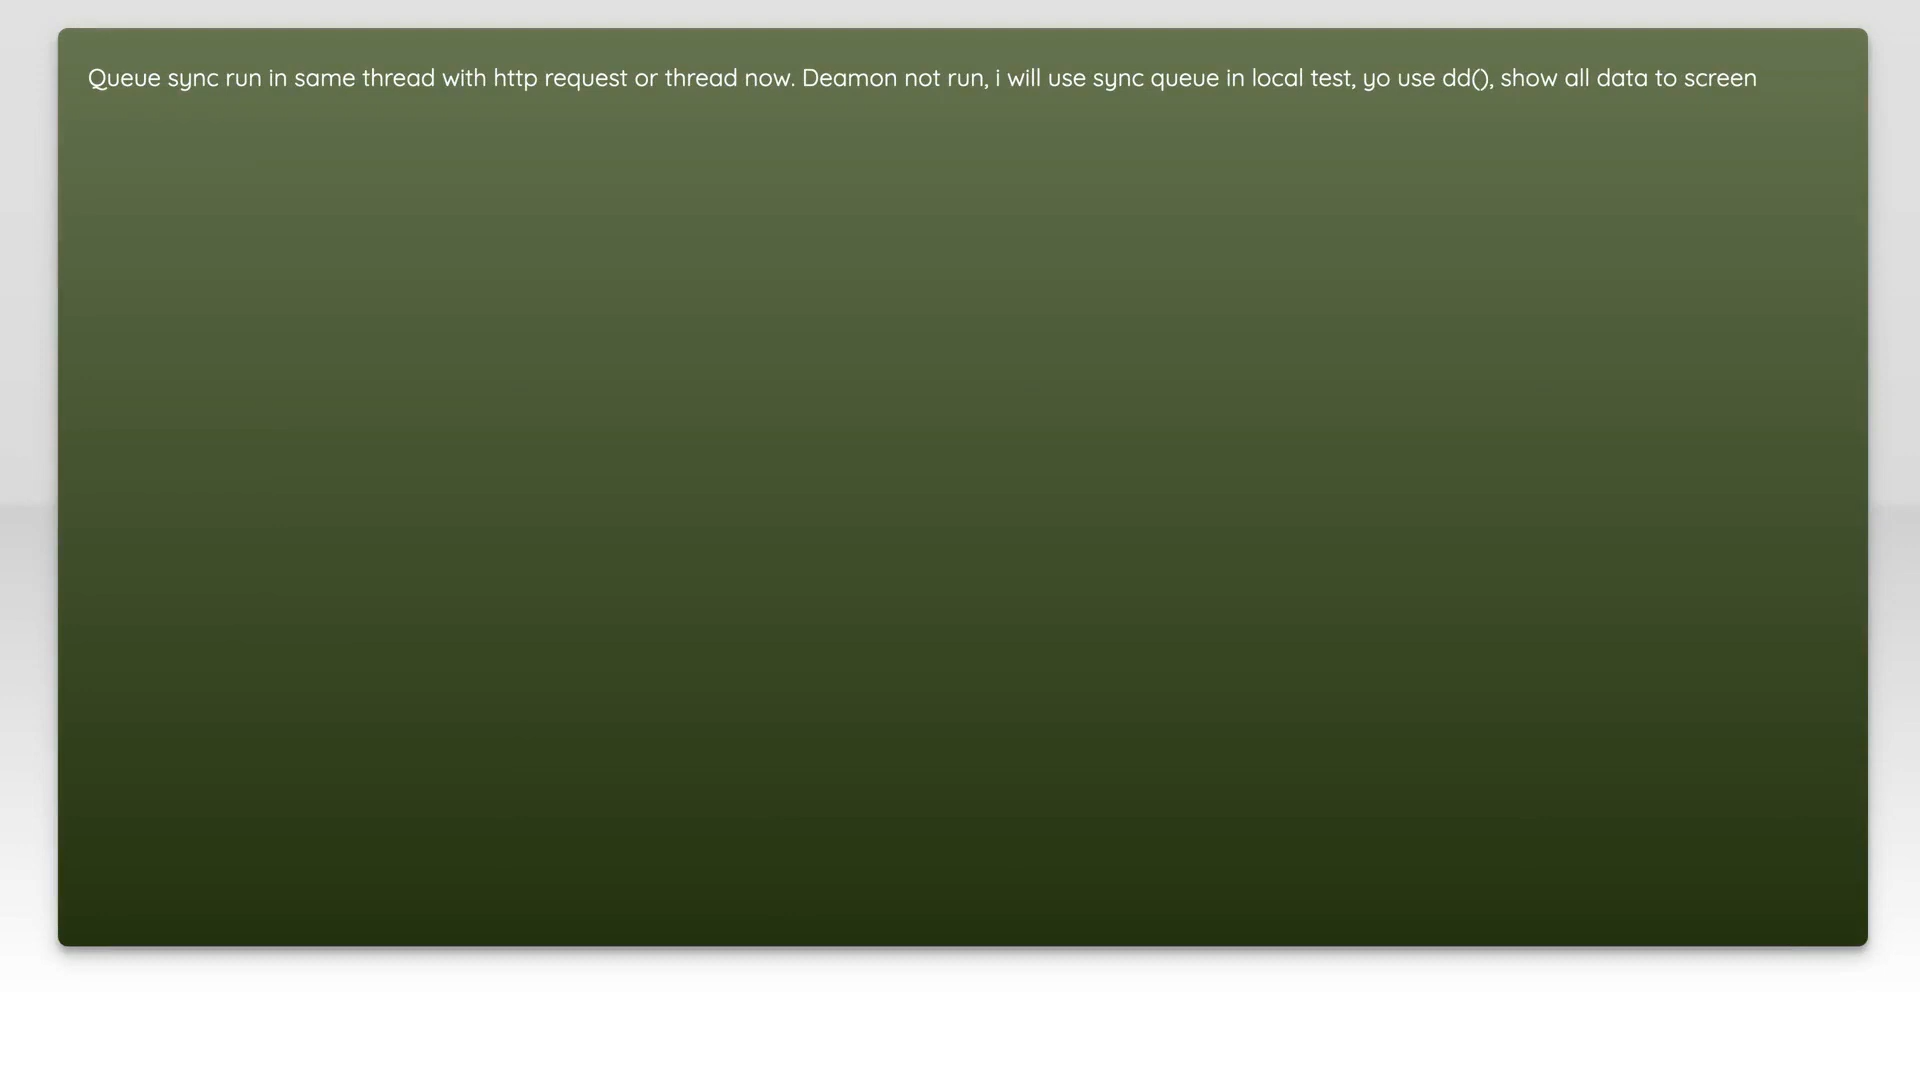 Queue sync run in same thread with http request or thread now. Deamon not run, i will use sync queue in local test, yo use dd(), show all data to screen